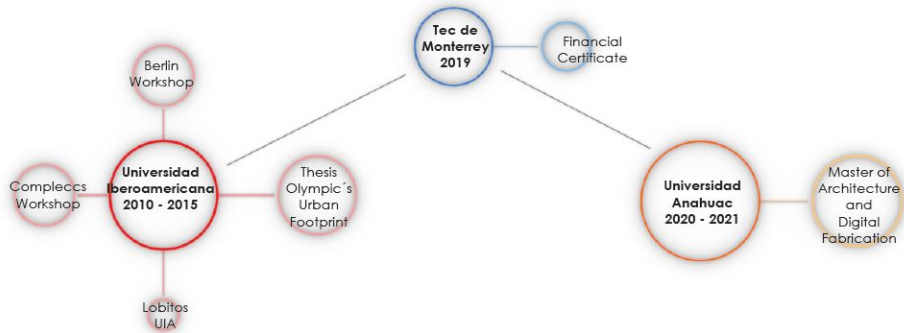 Tec de
Monterrey
2019
Financial
Certificate
Berlin
Workshop
Universidad
Iberoamericana
2010 - 2015
Compleccs
Workshop
Thesis
Olympic´s
Urban
Footprint
Lobitos
UIA
Universidad
Anahuac
2020 - 2021
Master of
Architecture
and
Digital
Fabrication